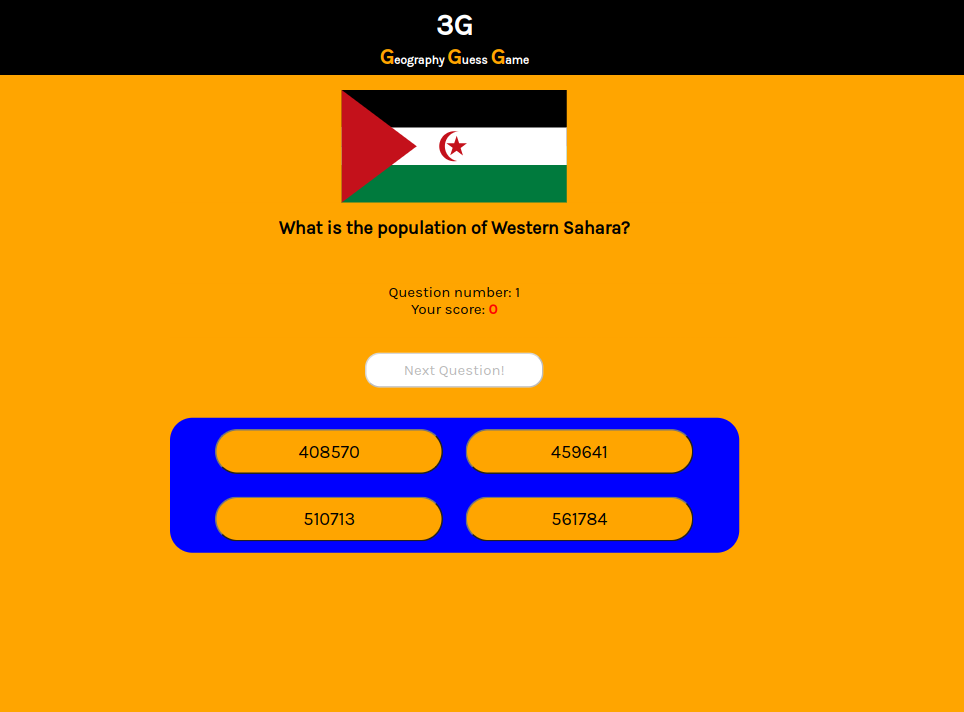 3G
Geography Guess Game
What is the population of Western Sahara?
Question number: 1
Your score: 0
Next Question!
408570
459641
510713
561784